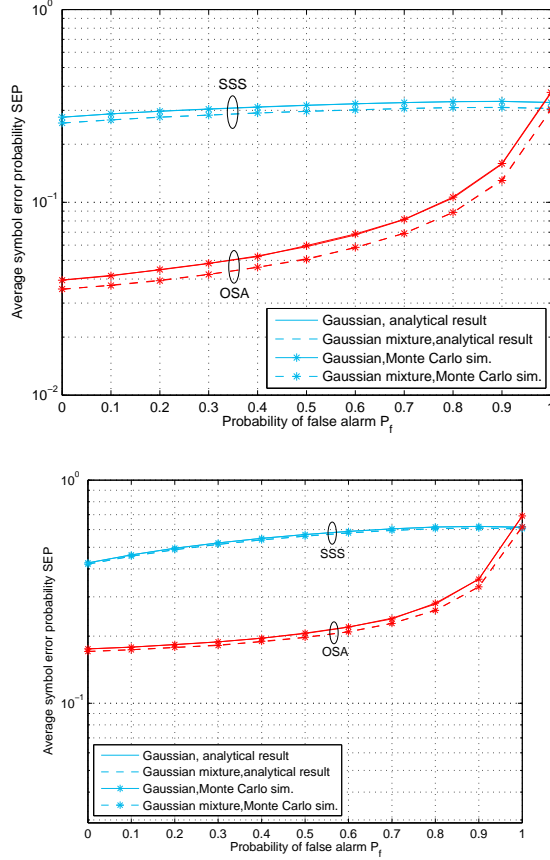 10^0
SSS
10^-1
Average symbol error probability SEP
OSA
Gaussian, analytical result
Gaussian mixture,analytical result
Gaussian,Monte Carlo sim.
Gaussian mixture,Monte Carlo sim.
10^-2
0 0.1 0.2 0.3 0.4 0.5 0.6 0.7 0.8 0.9 1
Probability of false alarm P_f
10^0
SSS
Average symbol error probability SEP
OSA
10^-1
Gaussian, analytical result
Gaussian mixture,analytical result
Gaussian,Monte Carlo sim.
Gaussian mixture,Monte Carlo sim.
0 0.1 0.2 0.3 0.4 0.5 0.6 0.7 0.8 0.9 1
Probability of false alarm P_f